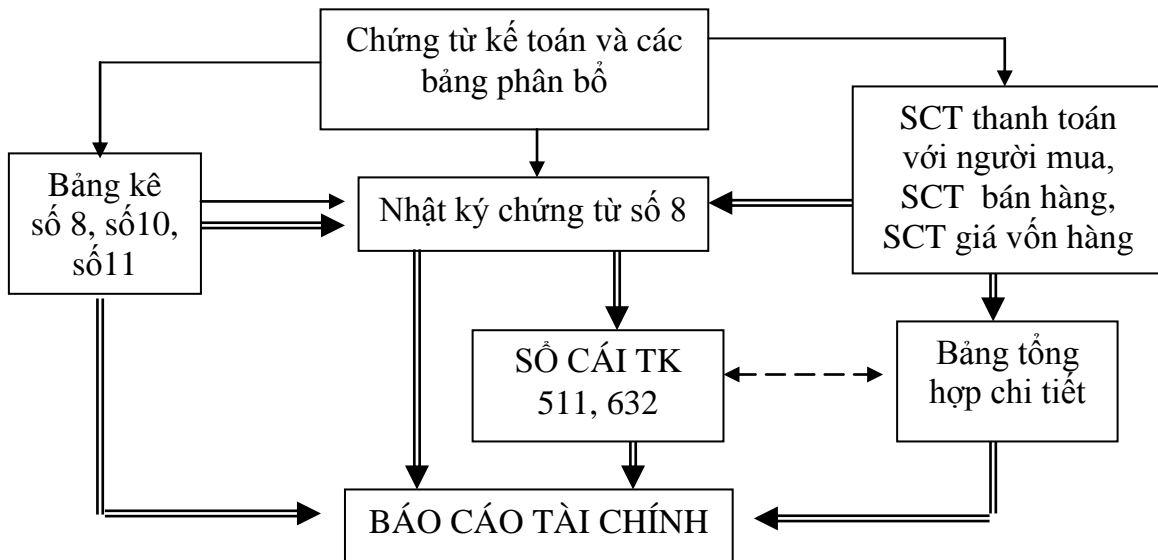 Chứng từ kế toán và các
bảng phân bổ
SCT thanh toán
với người mua,
SCT bán hàng,
SCT giá vốn hàng
Bảng kê
số 8, số10,
số11
Nhật ký chứng từ số 8
SỔ CÁI TK
511, 632
Bảng tổng
hợp chi tiết
BÁO CÁO TÀI CHÍNH